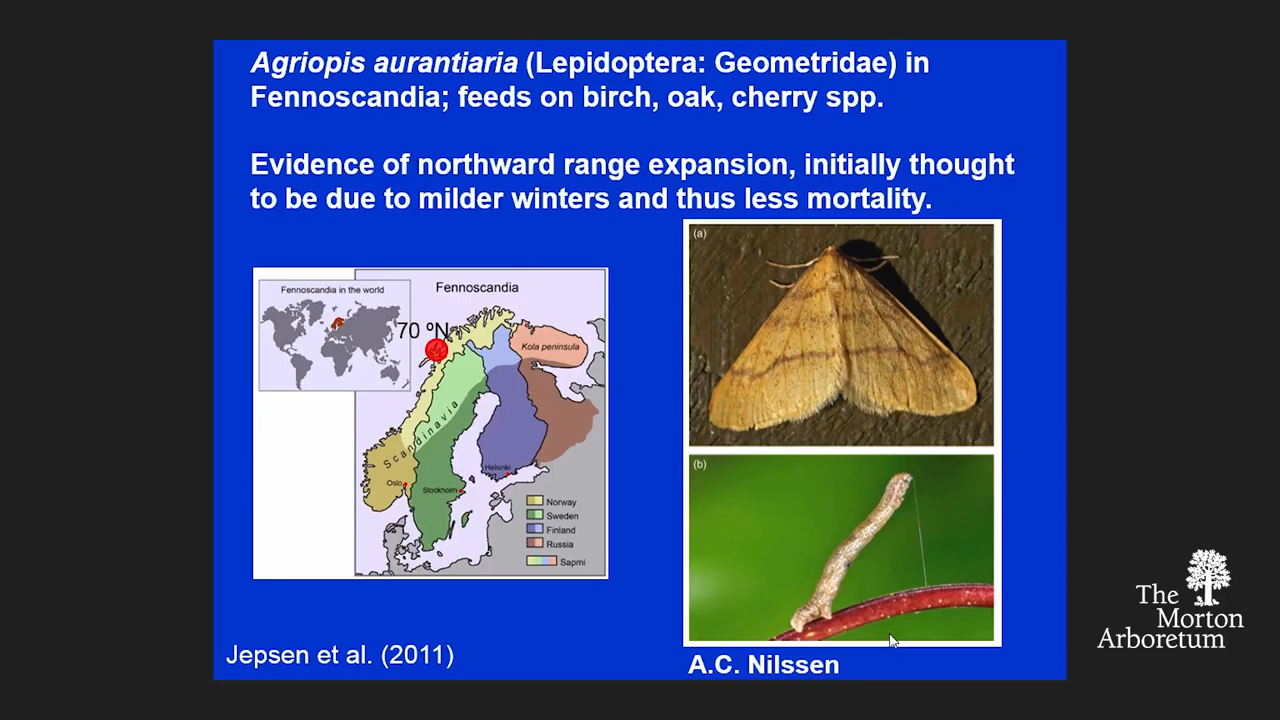 Agriopis aurantiaria (Lepidoptera: Geometridae) in
Fennoscandia; feeds on birch, oak, cherry spp.
Evidence of northward range expansion, initially thought
to be due to milder winters and thus less mortality.
Fennoscandia in the world
Fennoscandia
70 ºN
Kola peninsula
Scandinavia
Oslo
Stockholm
Helsinki
Norway
Sweden
Finland
Russia
Sapmi
(a)
(b)
Jepsen et al. (2011)
A.C. Nilssen
The
Morton
Arboretum